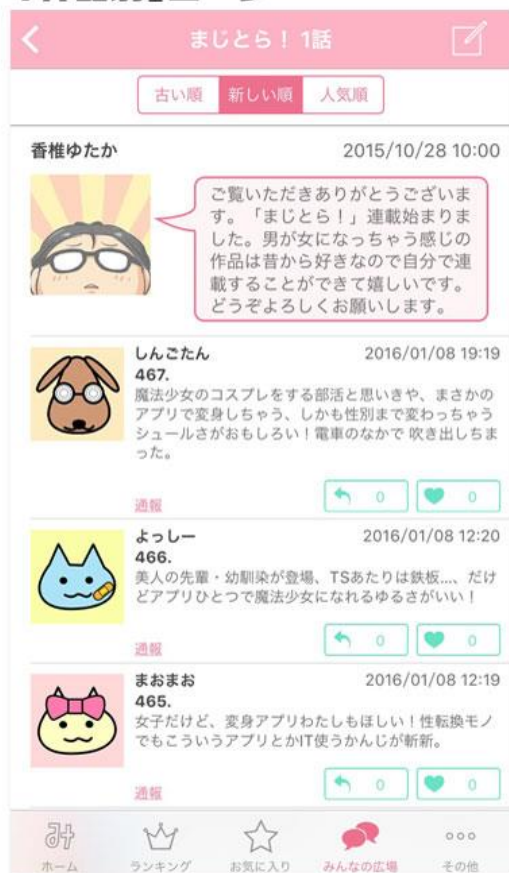 まじとら！ 1話
古い順 新しい順 人気順
香椎ゆたか 2015/10/28 10:00
ご覧いただきありがとうございま
す。「まじとら！」連載始まりま
した。男が女になっちゃう感じの
作品は昔から好きなので自分で連
載することができて嬉しいです。
どうぞよろしくお願いします。
しんごたん 2016/01/08 19:19
467.
魔法少女のコスプレをする部活と思いきや、まさかの
アプリで変身しちゃう、しかも性別まで変わっちゃう
シュールさがおもしろい！電車のなかで 吹き出しちま
った。
通報 0 0
よっしー 2016/01/08 12:20
466.
美人の先輩・幼馴染が登場、TSあたりは鉄板...、だけ
どアプリひとつで魔法少女になれるゆるさがいい！
通報 0 0
まおまお 2016/01/08 12:19
465.
女子だけど、変身アプリわたしもほしい！性転換モノ
でもこういうアプリとかIT使うかんじが斬新。
通報 0 0
み
ホーム ランキング お気に入り みんなの広場 その他